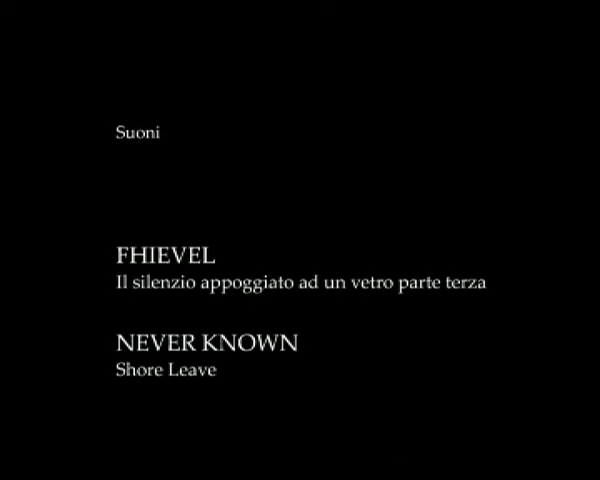 Suoni
FHIEVEL
Il silenzio appoggiato ad un vetro parte terza
NEVER KNOWN
Shore Leave